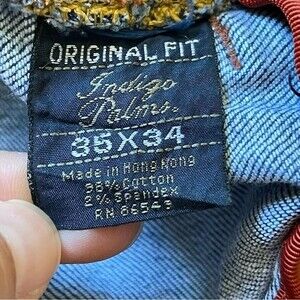 ORIGINAL FIT
Indigo
Palms
35X34
Made in Hong Kong
98% Cotton
2% Spandex
RN 86543